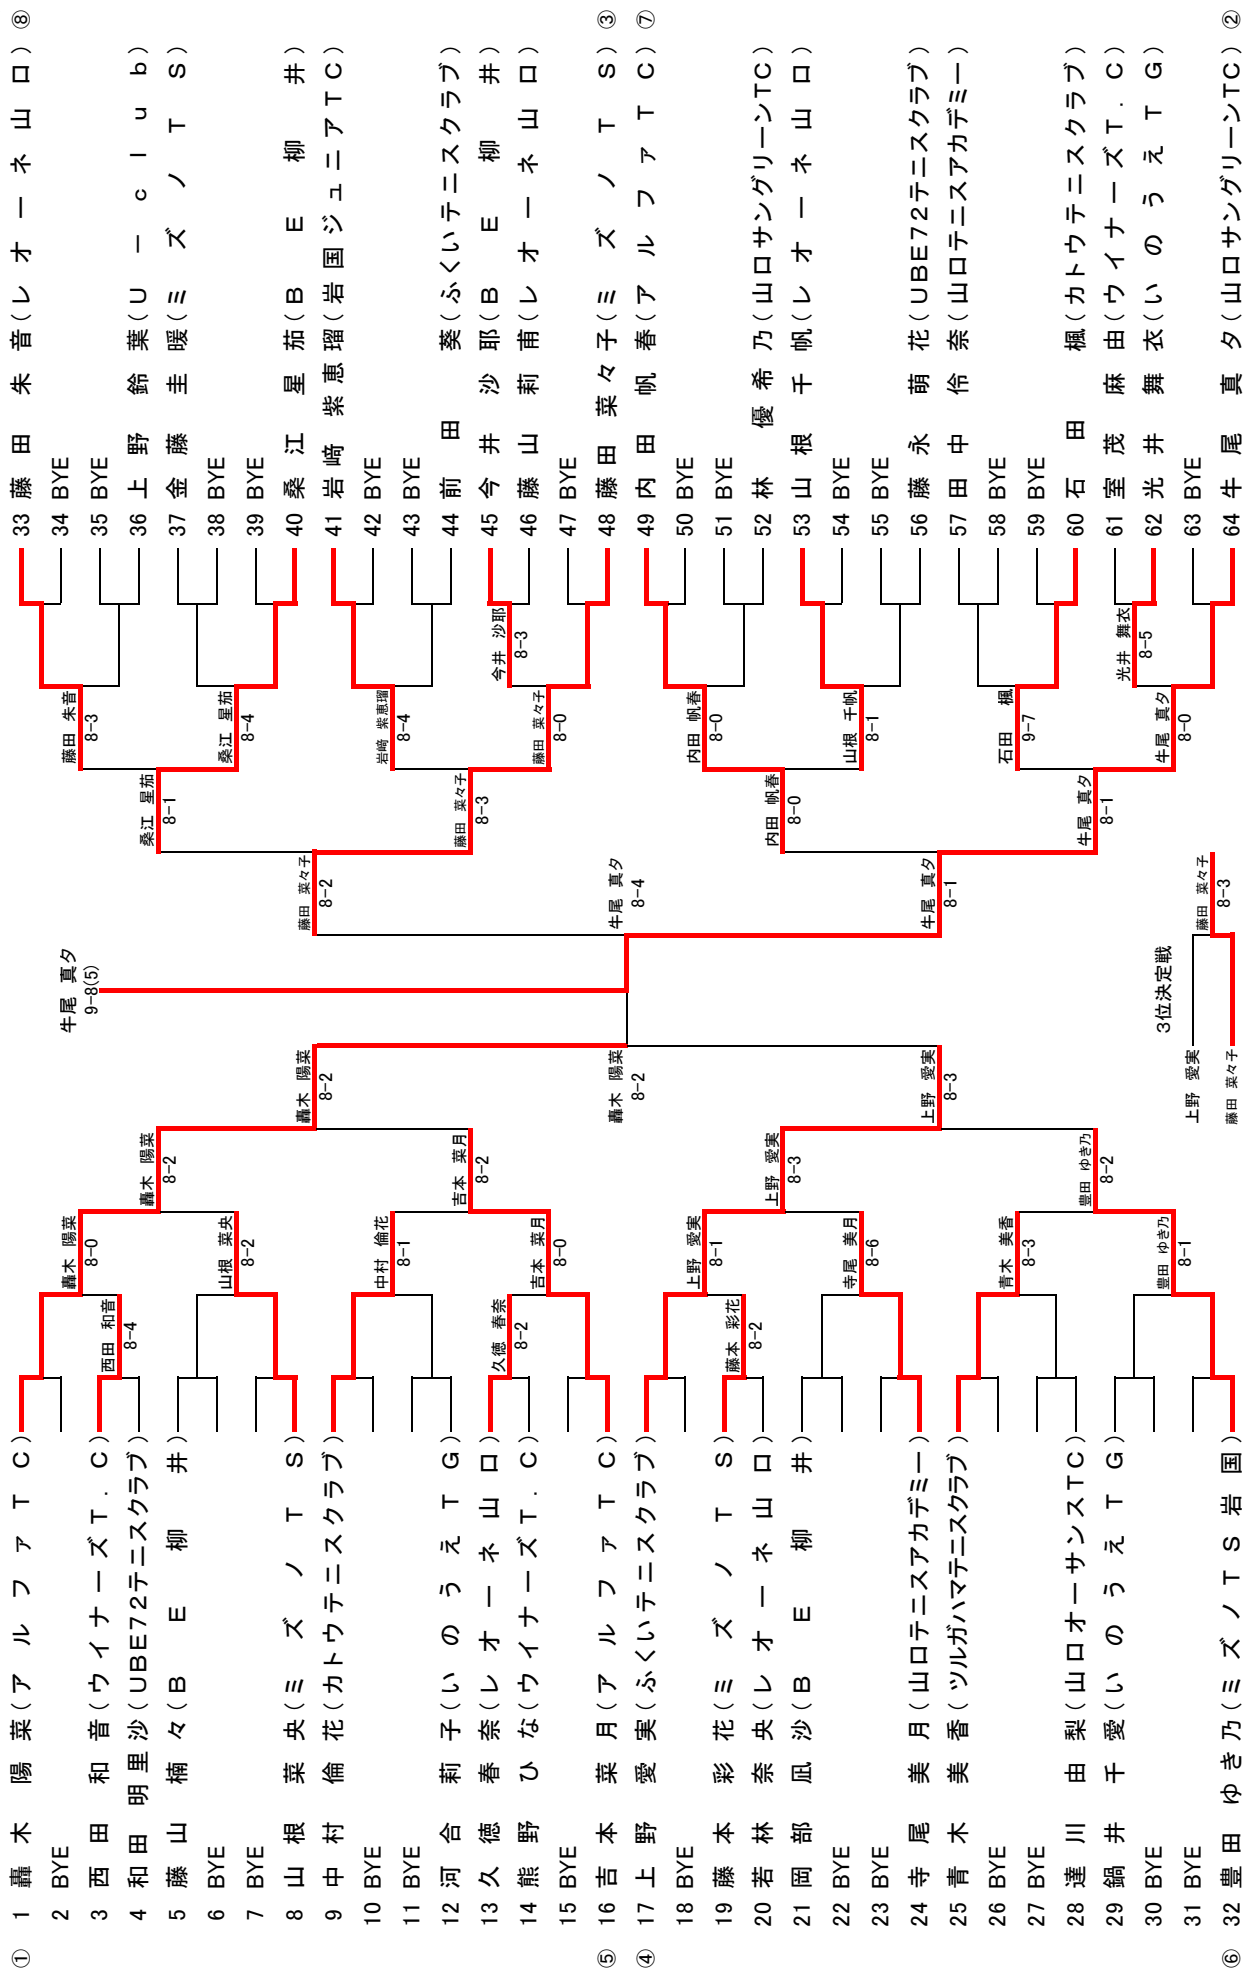 ① 1 轟木 陽菜(アルファTC)
2 BYE
3 西田 和音(ウイナーズT.C)
4 和田 明里沙(UBE72テニスクラブ)
5 藤山 楠々(BE柳井)
6 BYE
7 BYE
8 山根 菜央(ミズノTS)
9 中村 倫花(カトウテニスクラブ)
10 BYE
11 BYE
12 河合 莉子(いのうえTG)
13 久徳 春奈(レオーネ山口)
14 熊野 ひな(ウイナーズT.C)
15 BYE
⑤ 16 吉本 菜月(アルファTC)
④ 17 上野 愛実(ふくいテニスクラブ)
18 BYE
19 藤本 彩花(ミズノTS)
20 若林 奈央(レオーネ山口)
21 岡部 凪沙(BE柳井)
22 BYE
23 BYE
24 寺尾 美月(山口テニスアカデミー)
25 青木 美香(ツルガハマテニスクラブ)
26 BYE
27 BYE
28 達川 由梨(山口オーサンスTC)
29 鍋井 千愛(いのうえTG)
30 BYE
31 BYE
⑥ 32 豊田 ゆき乃(ミズノTS岩国)
西田 和音
8-4
久徳 春奈
8-2
藤本 彩花
8-2
轟木 陽菜
8-0
山根 菜央
8-2
中村 倫花
8-1
吉本 菜月
8-0
上野 愛実
8-1
寺尾 美月
8-6
青木 美香
8-3
豊田 ゆき乃
8-1
轟木 陽菜
8-2
吉本 菜月
8-2
上野 愛実
8-3
豊田 ゆき乃
8-2
轟木 陽菜
8-2
上野 愛実
8-3
轟木 陽菜
8-2
牛尾 真夕
9-8(5)
3位決定戦
上野 愛実
藤田 菜々子
藤田 菜々子
8-3
牛尾 真夕
8-4
藤田 菜々子
8-2
牛尾 真夕
8-1
桑江 星茄
8-1
藤田 菜々子
8-3
内田 帆春
8-0
牛尾 真夕
8-1
藤田 朱音
8-3
桑江 星茄
8-4
岩崎 紫恵瑠
8-4
藤田 菜々子
8-0
内田 帆春
8-0
山根 千帆
8-1
石田 楓
9-7
牛尾 真夕
8-0
今井 沙耶
8-3
光井 舞衣
8-5
33 藤田 朱音(レオーネ山口) ⑧
34 BYE
35 BYE
36 上野 鈴葉(U-club)
37 金藤 圭暖(ミズノTS)
38 BYE
39 BYE
40 桑江 星茄(BE柳井)
41 岩崎 紫恵瑠(岩国ジュニアTC)
42 BYE
43 BYE
44 前田 葵(ふくいテニスクラブ)
45 今井 沙耶(BE柳井)
46 藤山 莉甫(レオーネ山口)
47 BYE
48 藤田 菜々子(ミズノTS) ③
49 内田 帆春(アルファTC) ⑦
50 BYE
51 BYE
52 林 優希乃(山口サングリーンTC)
53 山根 千帆(レオーネ山口)
54 BYE
55 BYE
56 藤永 萌花(UBE72テニスクラブ)
57 田中 伶奈(山口テニスアカデミー)
58 BYE
59 BYE
60 石田 楓(カトウテニスクラブ)
61 室茂 麻由(ウイナーズT.C)
62 光井 舞衣(いのうえTG)
63 BYE
64 牛尾 真夕(山口サングリーンTC) ②